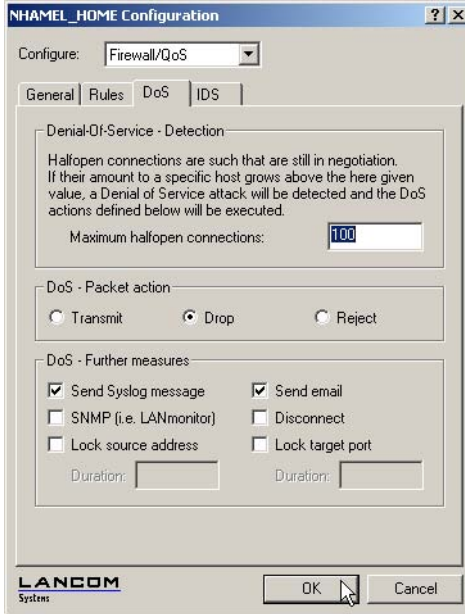 NHAMEL_HOME Configuration
Configure: Firewall/QoS
General Rules DoS IDS
Denial-Of-Service - Detection
Halfopen connections are such that are still in negotiation.
If their amount to a specific host grows above the here given
value, a Denial of Service attack will be detected and the DoS
actions defined below will be executed.
Maximum halfopen connections: 100
DoS - Packet action
Transmit Drop Reject
DoS - Further measures
Send Syslog message Send email
SNMP (i.e. LANmonitor) Disconnect
Lock source address Lock target port
Duration: Duration:
LANCOM
Systems
OK Cancel